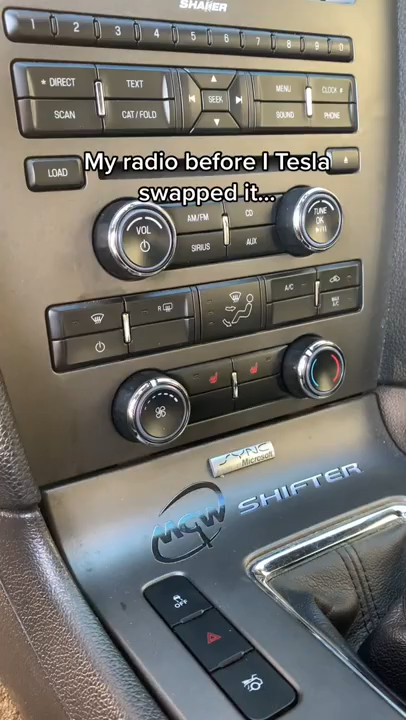 SHAKER
1 2 3 4 5 6 7 8 9 0
* DIRECT TEXT MENU CLOCK #
SEEK
SCAN CAT/FOLD SOUND PHONE
My radio before I Tesla
swapped it...
LOAD
AM/FM CD
VOL TUNE
OK
SIRIUS AUX
R A/C
MAX
A/C
SYNC
Microsoft
MGW SHIFTER
OFF